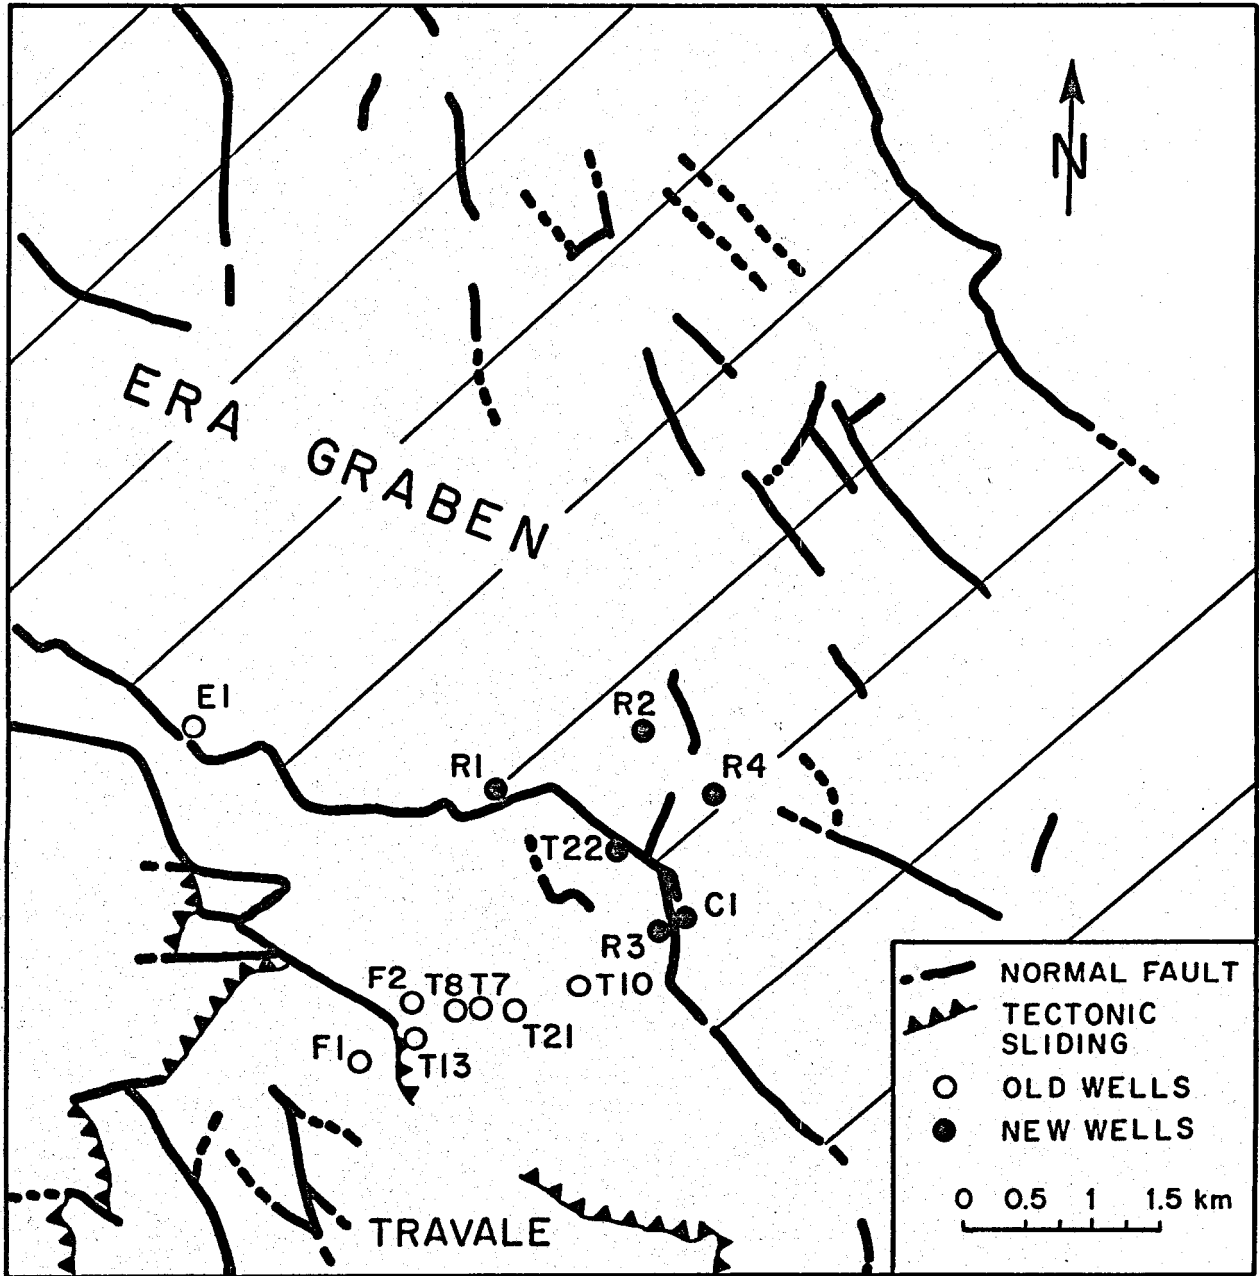 N
ERA GRABEN
E1
R2
R1
R4
T22
C1
R3
F2 T8 T7
T10
T21
F1
T13
NORMAL FAULT
TECTONIC
SLIDING
OLD WELLS
NEW WELLS
0 0.5 1 1.5 km
TRAVALE